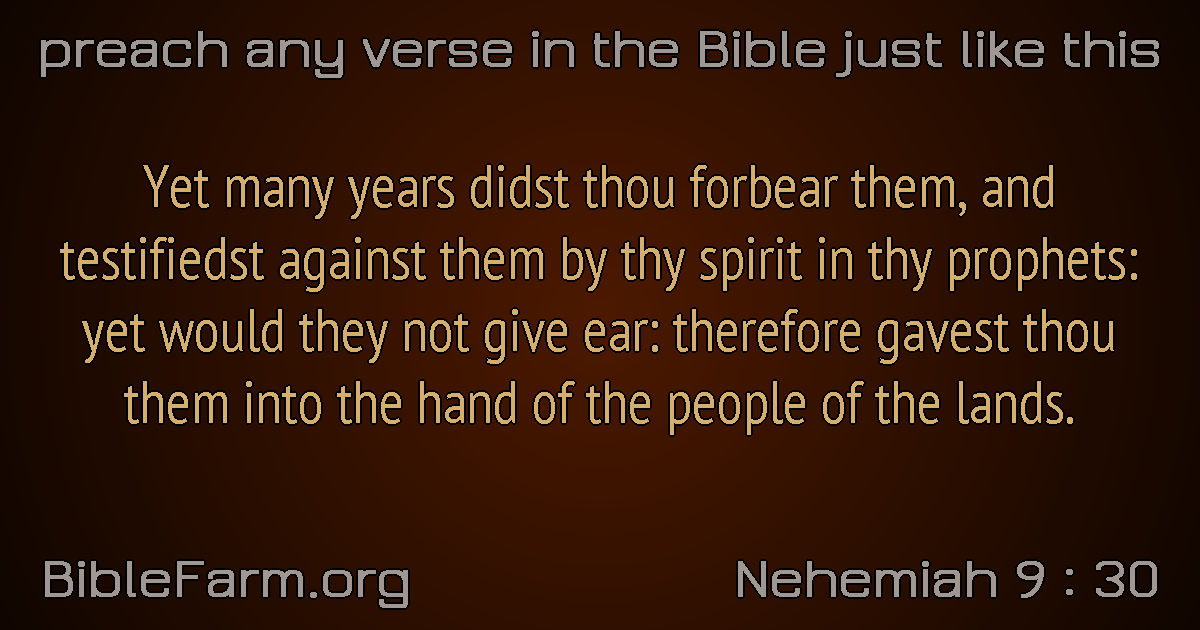 preach any verse in the Bible just like this
Yet many years didst thou forbear them, and
testifiedst against them by thy spirit in thy prophets:
yet would they not give ear: therefore gavest thou
them into the hand of the people of the lands.
BibleFarm.org
Nehemiah 9 : 30